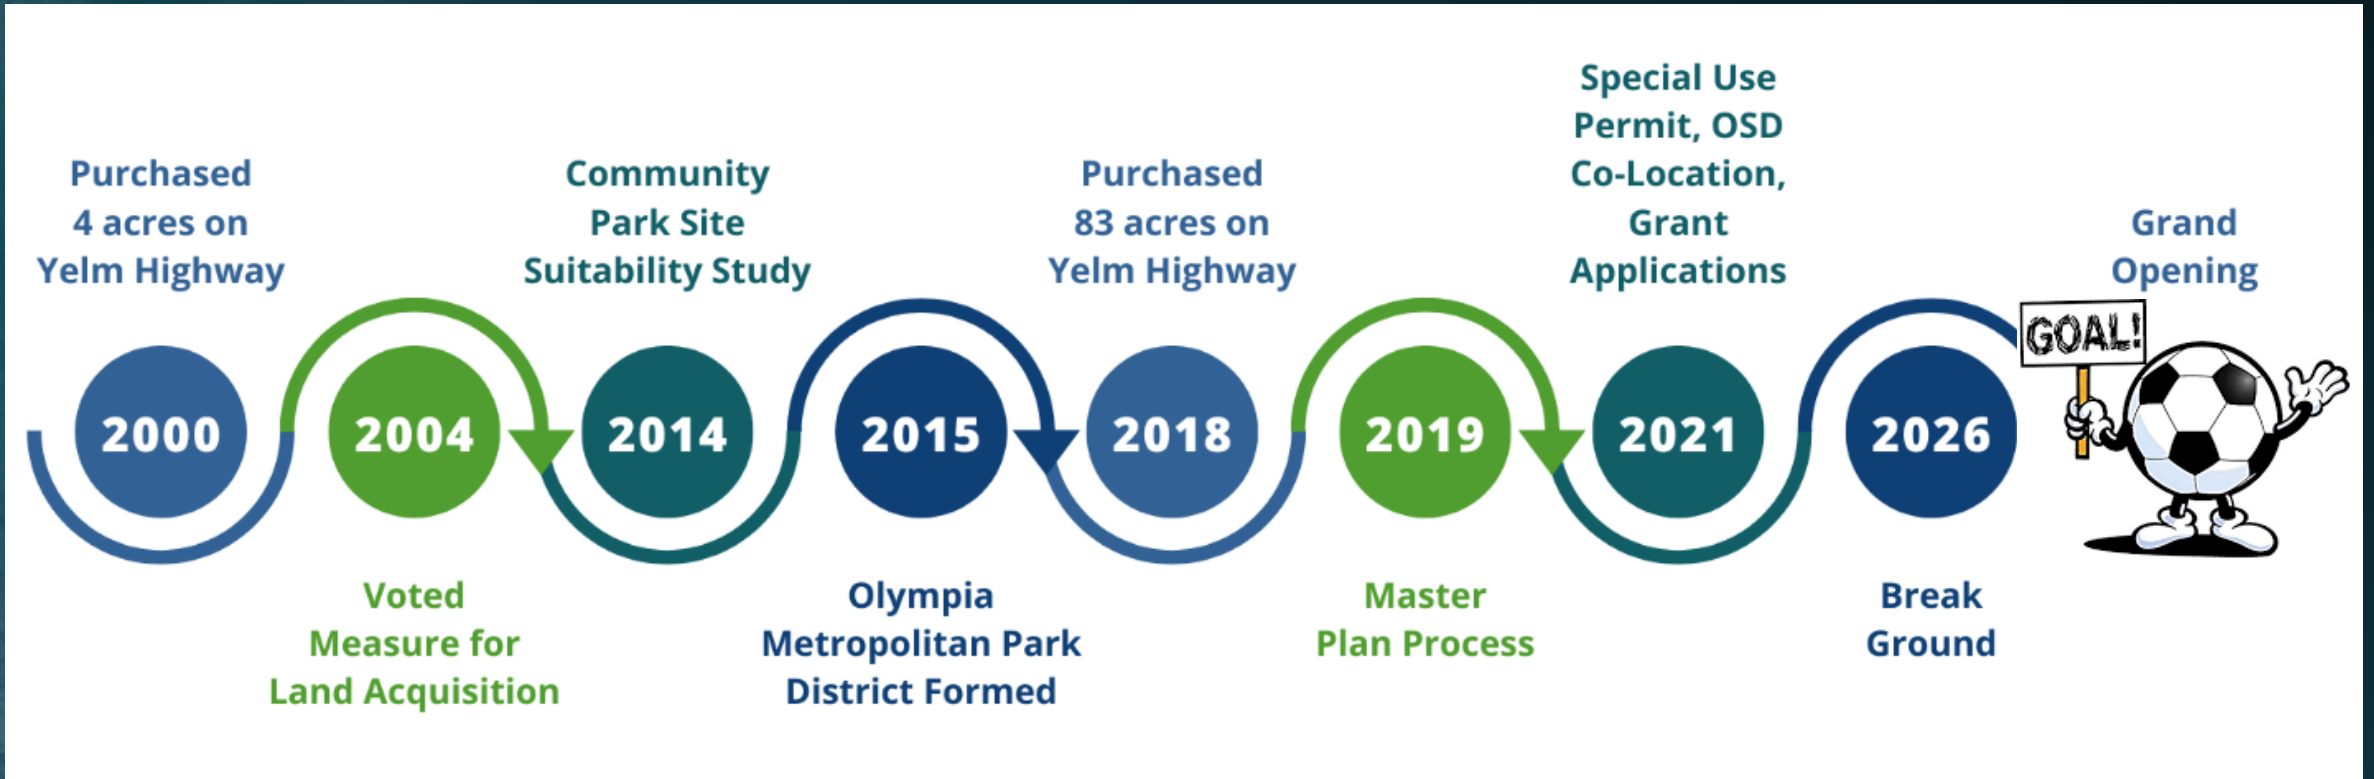 Purchased
4 acres on
Yelm Highway
2000
2004
Voted
Measure for
Land Acquisition
Community
Park Site
Suitability Study
2014
2015
Olympia
Metropolitan Park
District Formed
Purchased
83 acres on
Yelm Highway
2018
2019
Master
Plan Process
Special Use
Permit, OSD
Co-Location,
Grant
Applications
2021
2026
Break
Ground
Grand
Opening
GOAL!